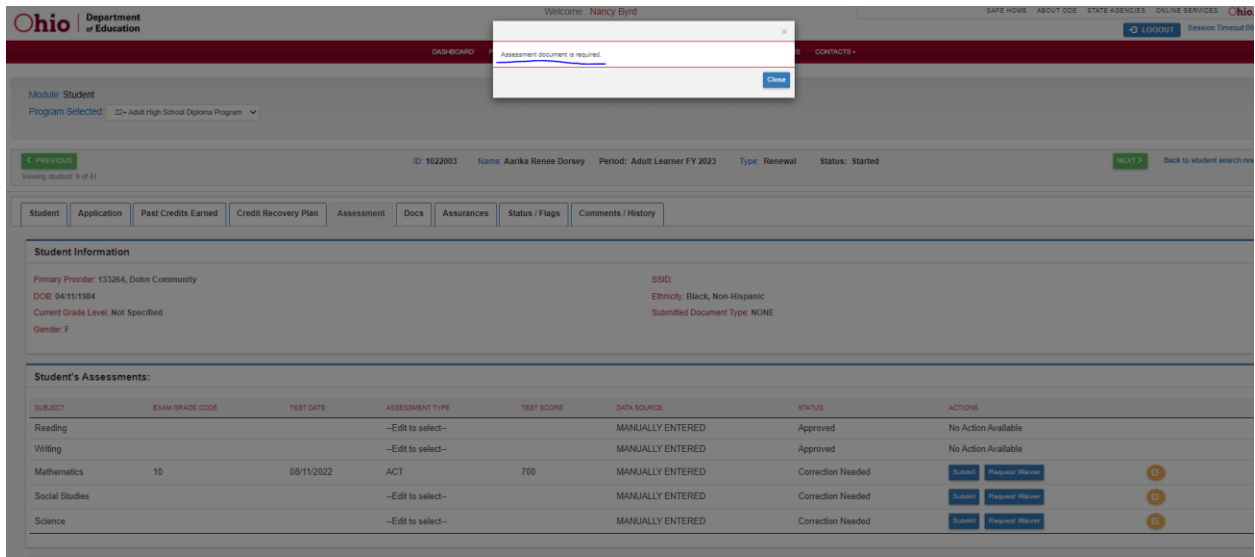 Ohio Department of Education
Welcome : Nancy Byrd
SAFE HOME ABOUT ODE STATE AGENCIES ONLINE SERVICES Ohio.
LOGOUT Session Timeout 00
DASHBOARD
CONTACTS
×
Assessment document is required.
Close
Module: Student
Program Selected: 22+ Adult High School Diploma Program
< PREVIOUS
Viewing student: 9 of 41
ID: 1022003 Name: Aarika Renee Dorsey Period: Adult Learner FY 2023 Type: Renewal Status: Started
NEXT > Back to student search res
Student Application Past Credits Earned Credit Recovery Plan Assessment Docs Assurances Status / Flags Comments / History
Student Information
Primary Provider: 133264, Dohn Community SSID:
DOB: 04/11/1984 Ethnicity: Black, Non-Hispanic
Current Grade Level: Not Specified Submitted Document Type: NONE
Gender: F
Student's Assessments:
SUBJECT EXAM GRADE CODE TEST DATE ASSESSMENT TYPE TEST SCORE DATA SOURCE STATUS ACTIONS
Reading --Edit to select-- MANUALLY ENTERED Approved No Action Available
Writing --Edit to select-- MANUALLY ENTERED Approved No Action Available
Mathematics 10 08/11/2022 ACT 700 MANUALLY ENTERED Correction Needed Submit Request Waiver
Social Studies --Edit to select-- MANUALLY ENTERED Correction Needed Submit Request Waiver
Science --Edit to select-- MANUALLY ENTERED Correction Needed Submit Request Waiver